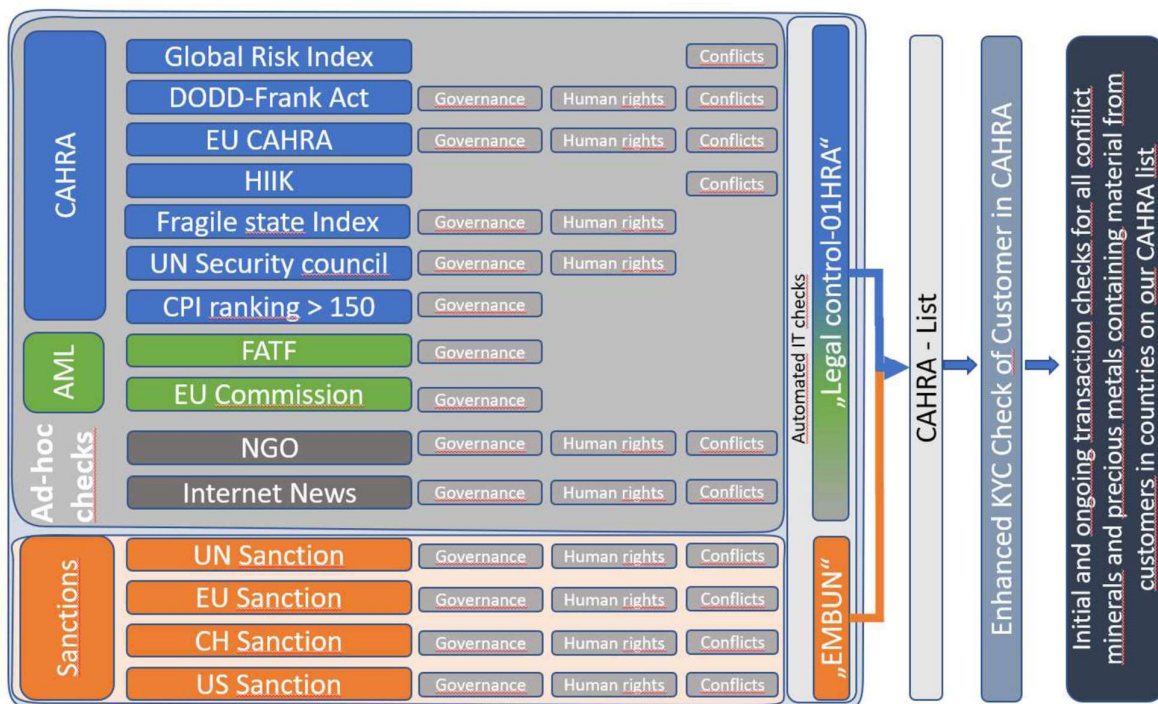 CAHRA
Global Risk Index
Conflicts
DODD-Frank Act
Governance
Human rights
Conflicts
EU CAHRA
Governance
Human rights
Conflicts
HIIK
Conflicts
Fragile state Index
Governance
Human rights
UN Security council
Governance
Human rights
CPI ranking > 150
Governance
AML
FATF
Governance
EU Commission
Governance
Ad-hoc
checks
NGO
Governance
Human rights
Conflicts
Internet News
Governance
Human rights
Conflicts
Sanctions
UN Sanction
Governance
Human rights
Conflicts
EU Sanction
Governance
Human rights
Conflicts
CH Sanction
Governance
Human rights
Conflicts
US Sanction
Governance
Human rights
Conflicts
Automated IT checks
„Legal control-01HRA“
„EMBUN“
CAHRA - List
Enhanced KYC Check of Customer in CAHRA
Initial and ongoing transaction checks for all conflict
minerals and precious metals containing material from
customers in countries on our CAHRA list